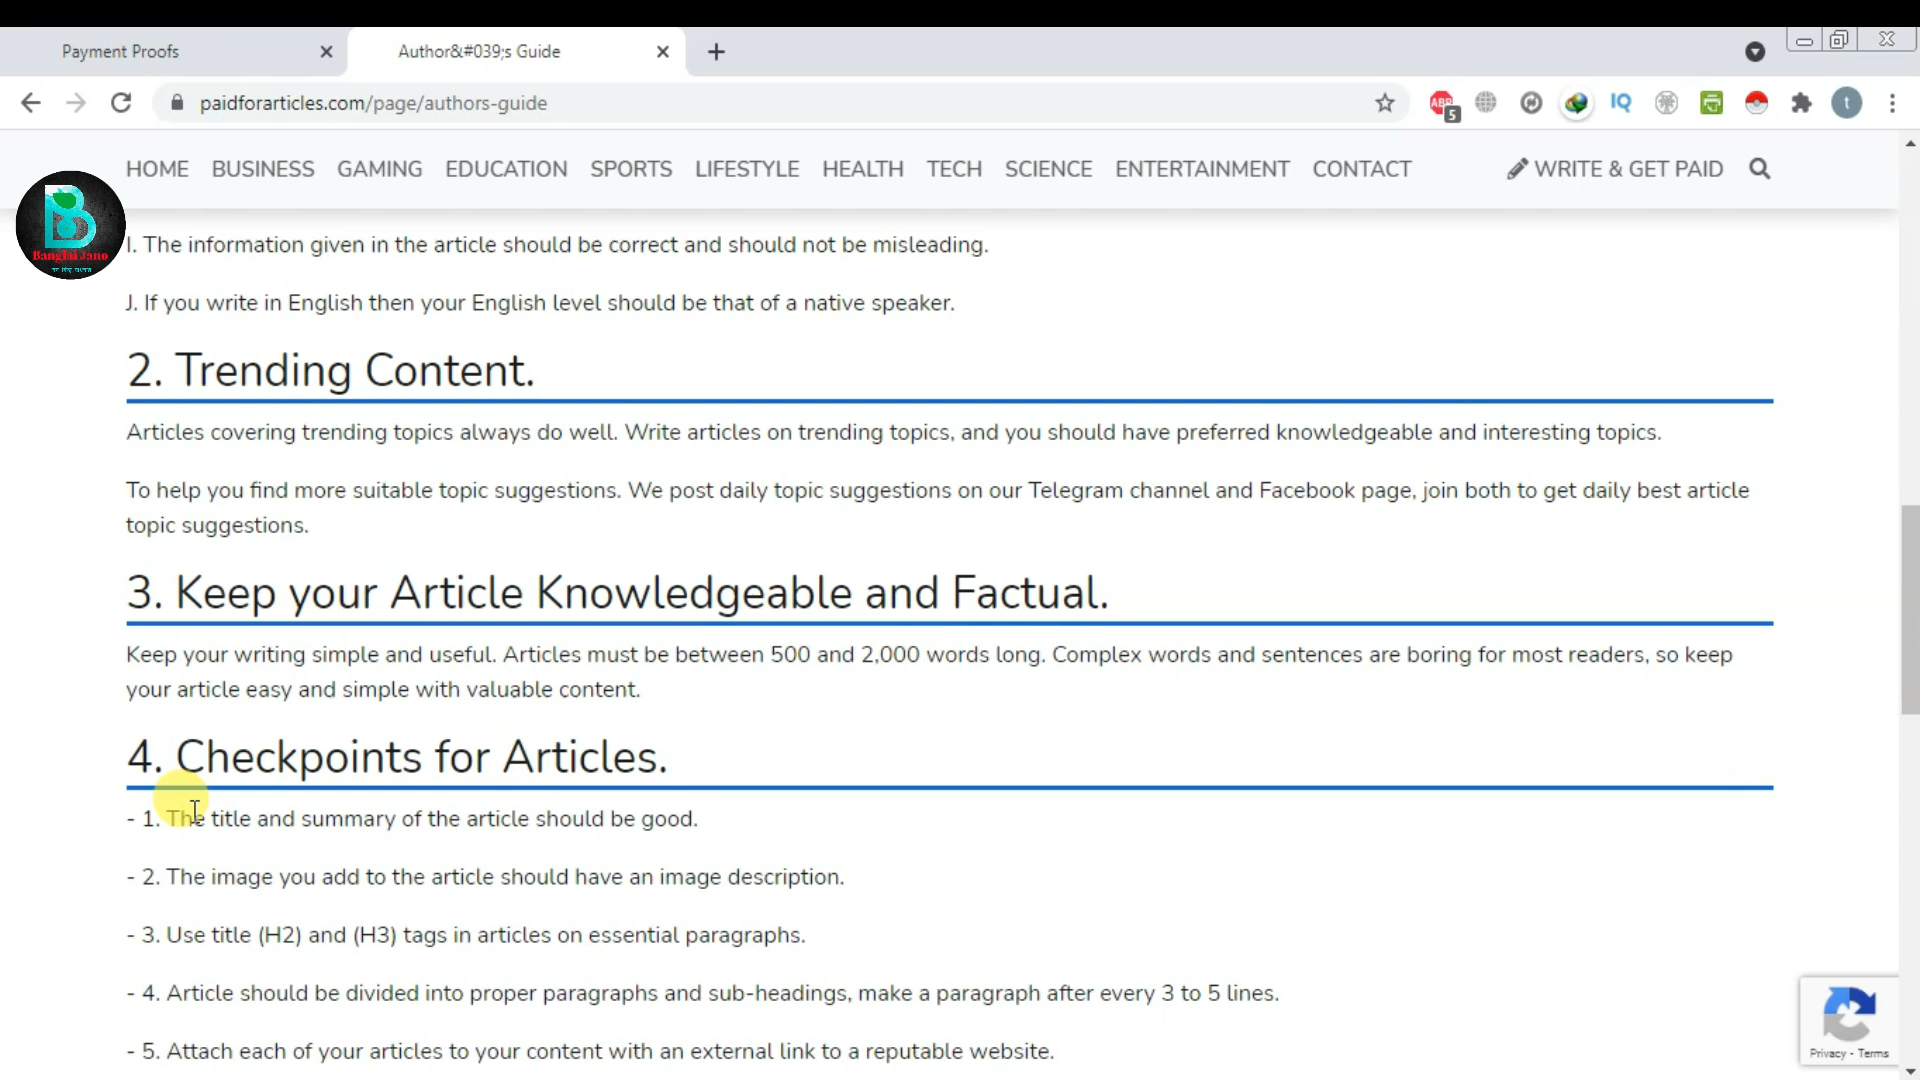 Payment Proofs
Author&#039;s Guide
paidforarticles.com/page/authors-guide
ABP
5
IQ
t
HOME BUSINESS GAMING EDUCATION SPORTS LIFESTYLE HEALTH TECH SCIENCE ENTERTAINMENT CONTACT WRITE & GET PAID
B
Banglai Jano
I. The information given in the article should be correct and should not be misleading.
J. If you write in English then your English level should be that of a native speaker.
2. Trending Content.
Articles covering trending topics always do well. Write articles on trending topics, and you should have preferred knowledgeable and interesting topics.
To help you find more suitable topic suggestions. We post daily topic suggestions on our Telegram channel and Facebook page, join both to get daily best article
topic suggestions.
3. Keep your Article Knowledgeable and Factual.
Keep your writing simple and useful. Articles must be between 500 and 2,000 words long. Complex words and sentences are boring for most readers, so keep
your article easy and simple with valuable content.
4. Checkpoints for Articles.
- 1. The title and summary of the article should be good.
- 2. The image you add to the article should have an image description.
- 3. Use title (H2) and (H3) tags in articles on essential paragraphs.
- 4. Article should be divided into proper paragraphs and sub-headings, make a paragraph after every 3 to 5 lines.
- 5. Attach each of your articles to your content with an external link to a reputable website.
Privacy - Terms